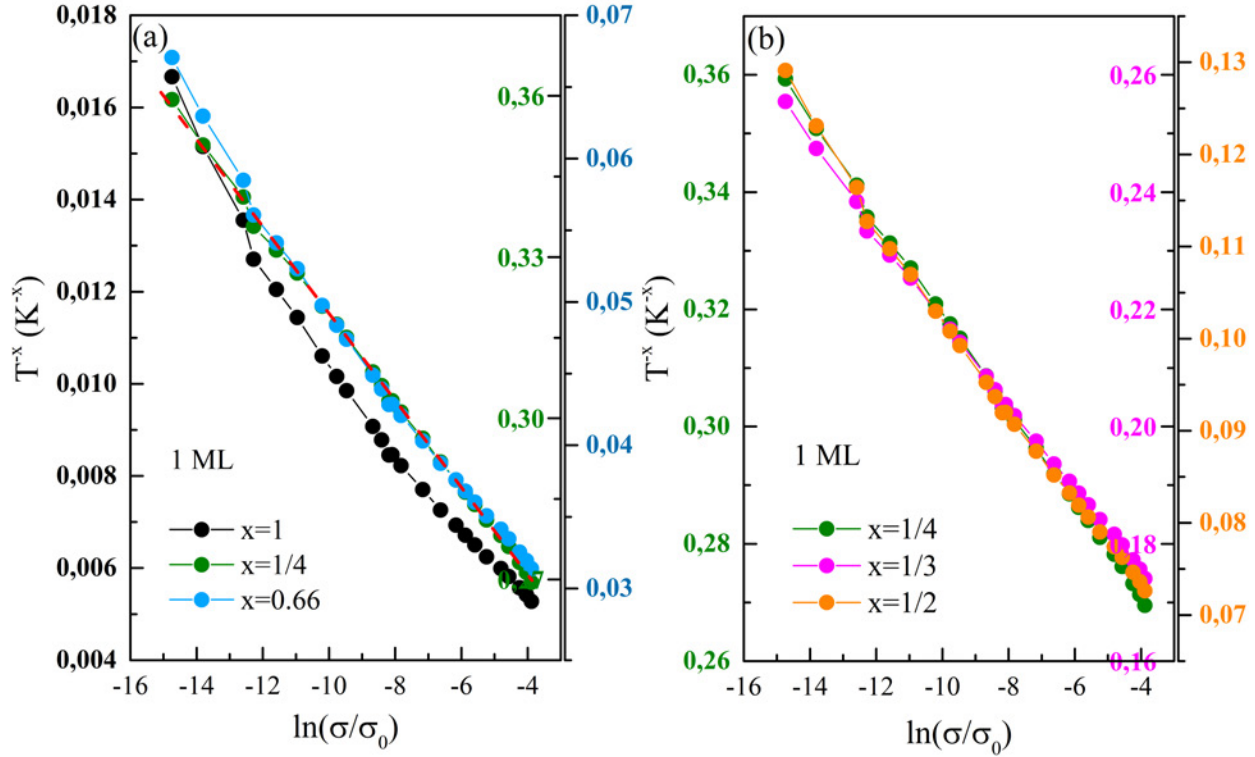 (a)
T⁻ˣ (K⁻ˣ)
0,018
0,016
0,014
0,012
0,010
0,008
0,006
0,004
0,36
0,33
0,30
0,07
0,06
0,05
0,04
0,03
1 ML
x=1
x=1/4
x=0.66
-16 -14 -12 -10 -8 -6 -4
ln(σ/σ₀)
(b)
T⁻ˣ (K⁻ˣ)
0,36
0,34
0,32
0,30
0,28
0,26
0,26
0,24
0,22
0,20
0,18
0,16
0,13
0,12
0,11
0,10
0,09
0,08
0,07
1 ML
x=1/4
x=1/3
x=1/2
-16 -14 -12 -10 -8 -6 -4
ln(σ/σ₀)